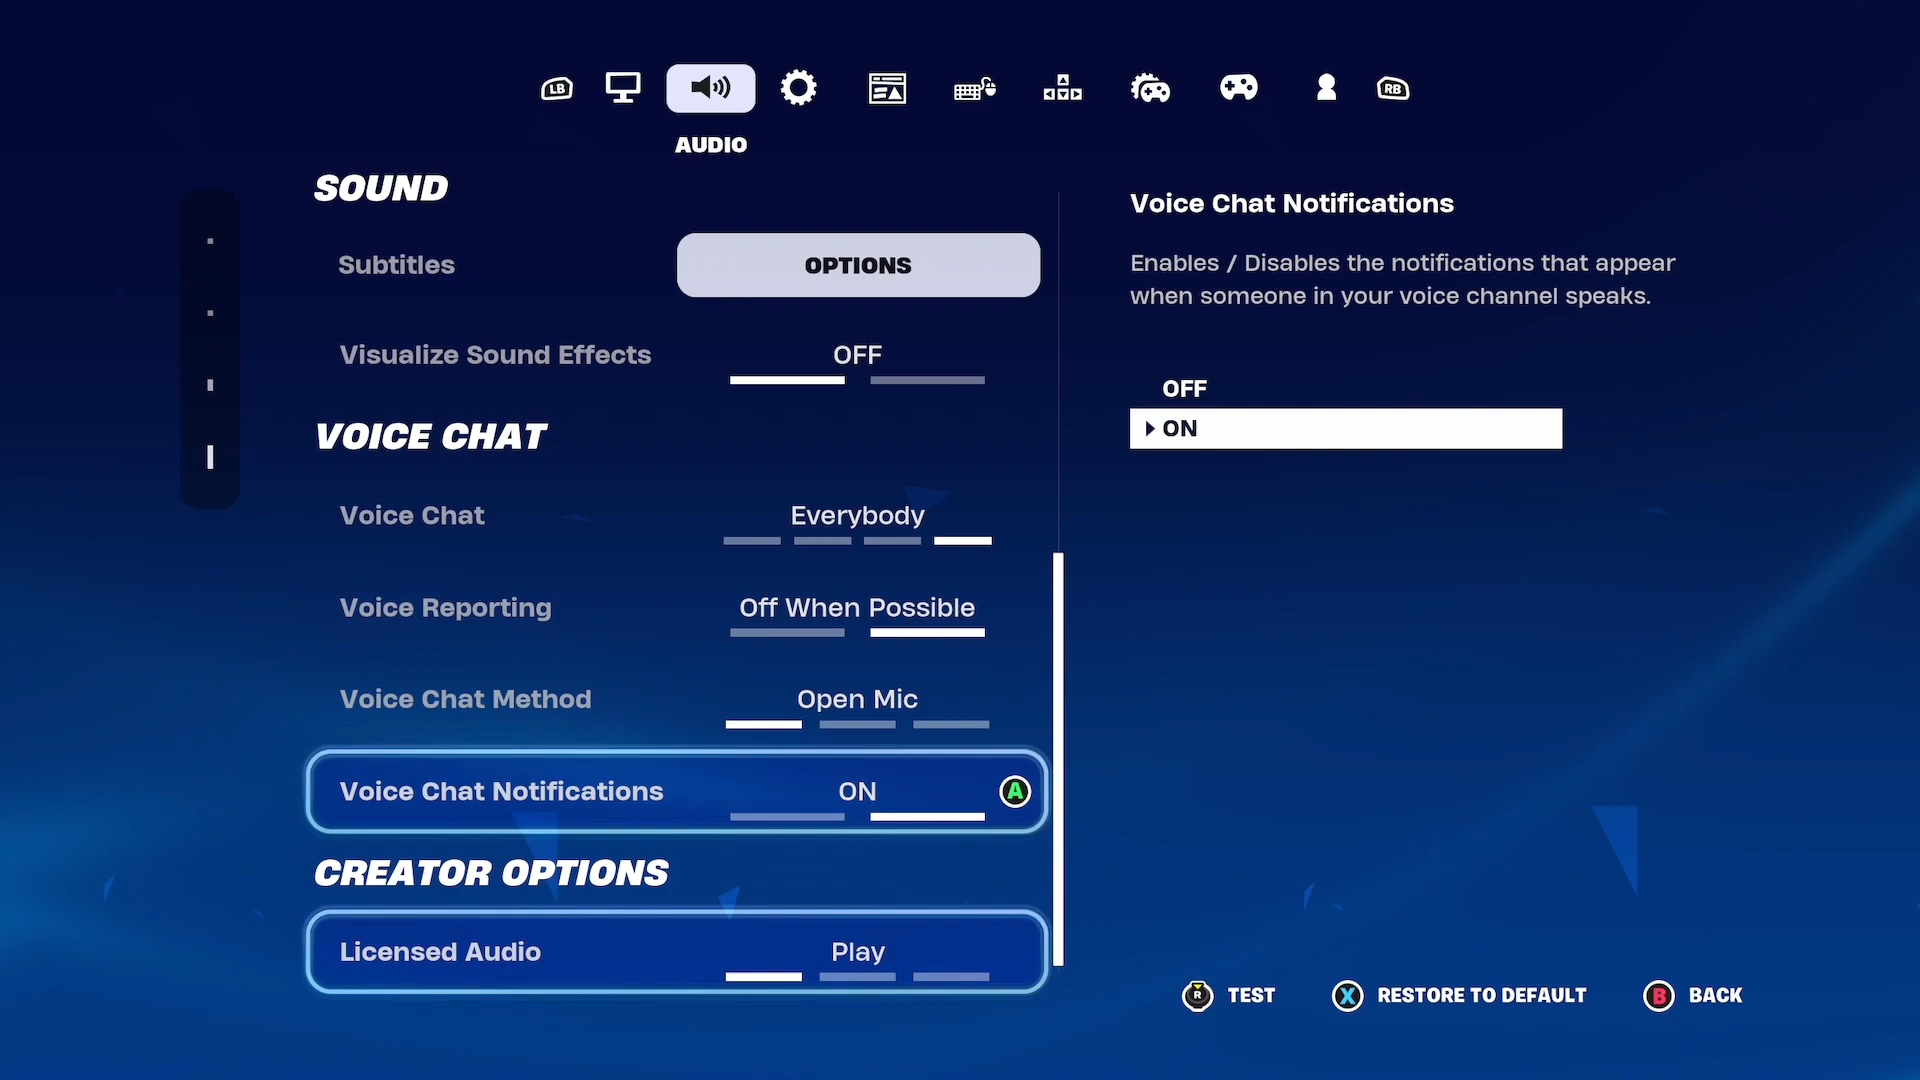 LB
RB
AUDIO
SOUND
Subtitles
OPTIONS
Visualize Sound Effects
OFF
VOICE CHAT
Voice Chat
Everybody
Voice Reporting
Off When Possible
Voice Chat Method
Open Mic
Voice Chat Notifications
ON
A
CREATOR OPTIONS
Licensed Audio
Play
Voice Chat Notifications
Enables / Disables the notifications that appear
when someone in your voice channel speaks.
OFF
ON
R TEST
X RESTORE TO DEFAULT
B BACK